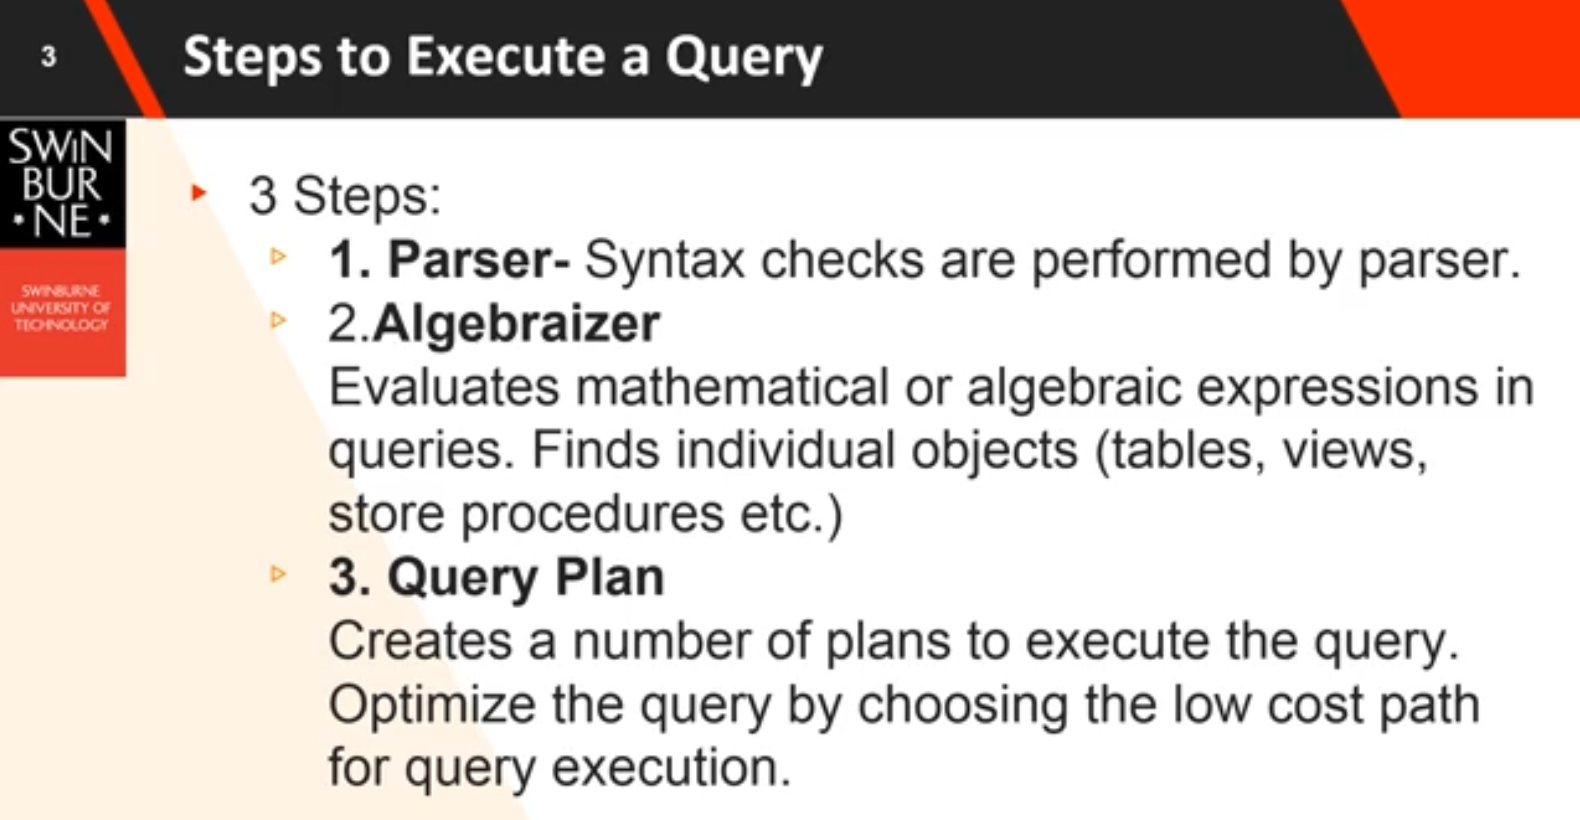 3
Steps to Execute a Query
SWIN
BUR
• NE •
SWINBURNE
UNIVERSITY OF
TECHNOLOGY
3 Steps:
1. Parser- Syntax checks are performed by parser.
2.Algebraizer
Evaluates mathematical or algebraic expressions in
queries. Finds individual objects (tables, views,
store procedures etc.)
3. Query Plan
Creates a number of plans to execute the query.
Optimize the query by choosing the low cost path
for query execution.